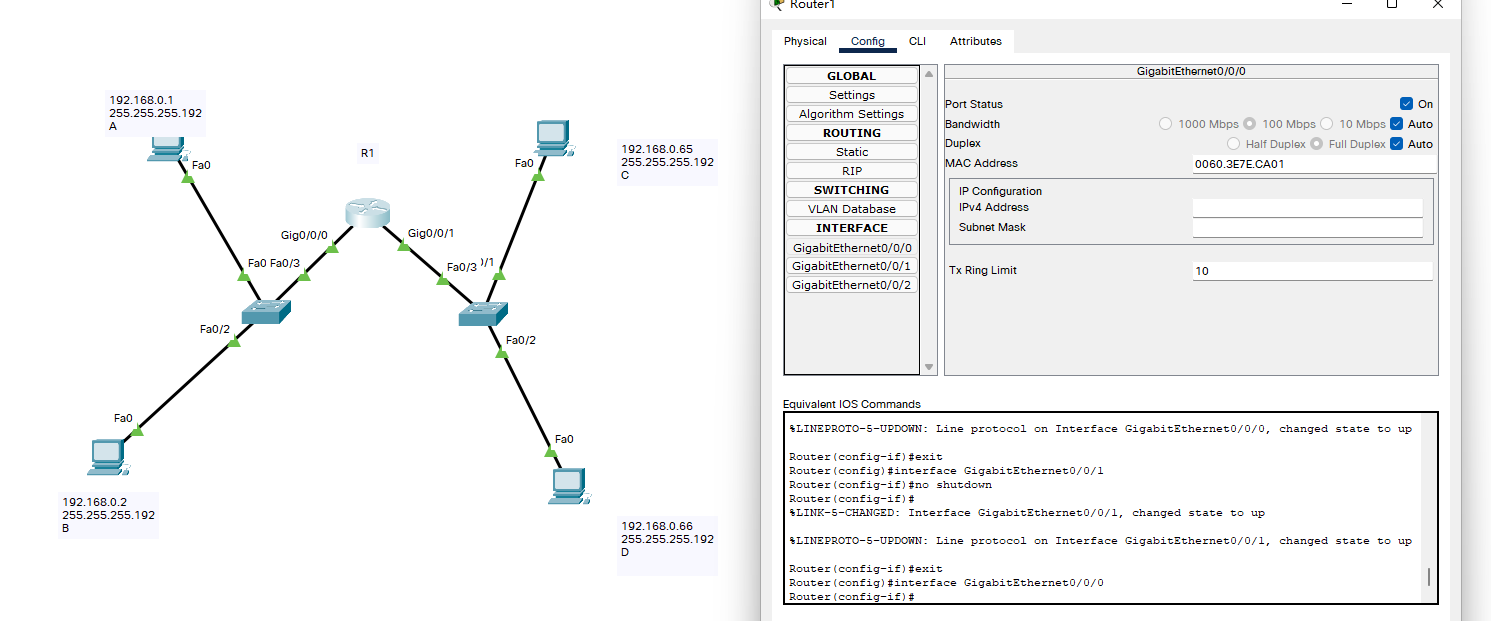 192.168.0.1
255.255.255.192
A
Fa0
R1
Fa0
192.168.0.65
255.255.255.192
C
Gig0/0/0
Gig0/0/1
Fa0 Fa0/3
Fa0/3 0/1
Fa0/2
Fa0/2
Fa0
Fa0
192.168.0.2
255.255.255.192
B
192.168.0.66
255.255.255.192
D
Router1
Physical Config CLI Attributes
GLOBAL
Settings
Algorithm Settings
ROUTING
Static
RIP
SWITCHING
VLAN Database
INTERFACE
GigabitEthernet0/0/0
GigabitEthernet0/0/1
GigabitEthernet0/0/2
GigabitEthernet0/0/0
Port Status On
Bandwidth 1000 Mbps 100 Mbps 10 Mbps Auto
Duplex Half Duplex Full Duplex Auto
MAC Address 0060.3E7E.CA01
IP Configuration
IPv4 Address
Subnet Mask
Tx Ring Limit 10
Equivalent IOS Commands
%LINEPROTO-5-UPDOWN: Line protocol on Interface GigabitEthernet0/0/0, changed state to up
Router(config-if)#exit
Router(config)#interface GigabitEthernet0/0/1
Router(config-if)#no shutdown
Router(config-if)#
%LINK-5-CHANGED: Interface GigabitEthernet0/0/1, changed state to up
%LINEPROTO-5-UPDOWN: Line protocol on Interface GigabitEthernet0/0/1, changed state to up
Router(config-if)#exit
Router(config)#interface GigabitEthernet0/0/0
Router(config-if)#